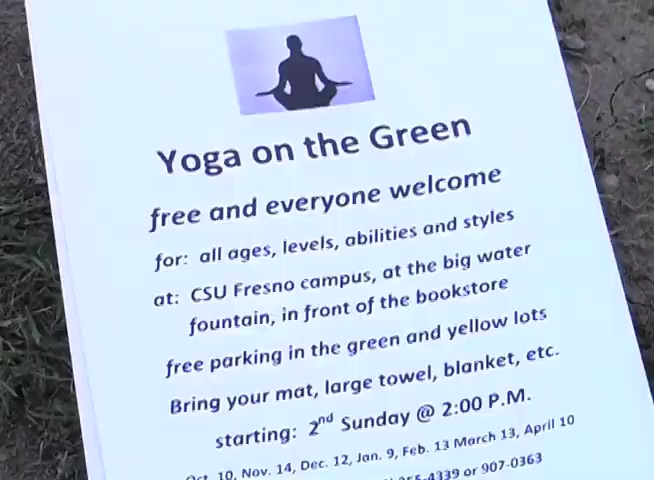 Yoga on the Green
free and everyone welcome
for: all ages, levels, abilities and styles
at: CSU Fresno campus, at the big water
fountain, in front of the bookstore
free parking in the green and yellow lots
Bring your mat, large towel, blanket, etc.
starting: 2nd Sunday @ 2:00 P.M.
10, Nov. 14, Dec. 12, Jan. 9, Feb. 13 March 13, April 10
-4339 or 907-0363